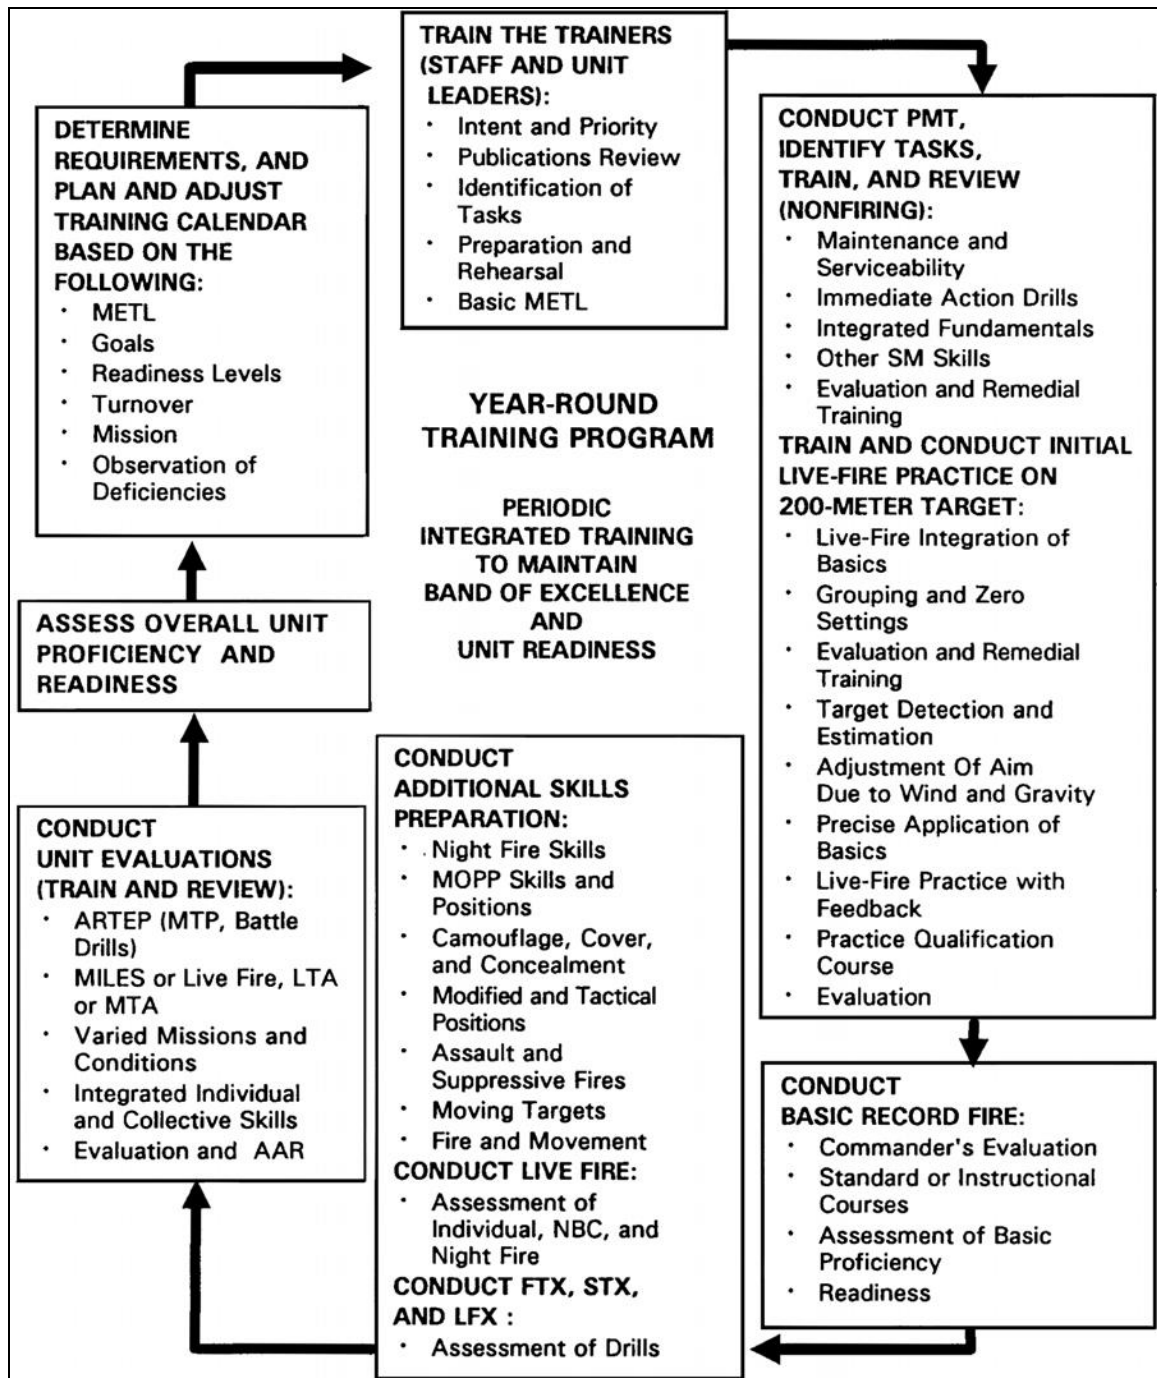 TRAIN THE TRAINERS
(STAFF AND UNIT
LEADERS):
· Intent and Priority
· Publications Review
· Identification of
Tasks
· Preparation and
Rehearsal
· Basic METL
CONDUCT PMT,
IDENTIFY TASKS,
TRAIN, AND REVIEW
(NONFIRING):
· Maintenance and
Serviceability
· Immediate Action Drills
· Integrated Fundamentals
· Other SM Skills
· Evaluation and Remedial
Training
TRAIN AND CONDUCT INITIAL
LIVE-FIRE PRACTICE ON
200-METER TARGET:
· Live-Fire Integration of
Basics
· Grouping and Zero
Settings
· Evaluation and Remedial
Training
· Target Detection and
Estimation
· Adjustment Of Aim
Due to Wind and Gravity
· Precise Application of
Basics
· Live-Fire Practice with
Feedback
· Practice Qualification
Course
· Evaluation
CONDUCT
BASIC RECORD FIRE:
· Commander's Evaluation
· Standard or Instructional
Courses
· Assessment of Basic
Proficiency
· Readiness
CONDUCT
ADDITIONAL SKILLS
PREPARATION:
· Night Fire Skills
· MOPP Skills and
Positions
· Camouflage, Cover,
and Concealment
· Modified and Tactical
Positions
· Assault and
Suppressive Fires
· Moving Targets
· Fire and Movement
CONDUCT LIVE FIRE:
· Assessment of
Individual, NBC, and
Night Fire
CONDUCT FTX, STX,
AND LFX :
· Assessment of Drills
CONDUCT
UNIT EVALUATIONS
(TRAIN AND REVIEW):
· ARTEP (MTP, Battle
Drills)
· MILES or Live Fire, LTA
or MTA
· Varied Missions and
Conditions
· Integrated Individual
and Collective Skills
· Evaluation and AAR
ASSESS OVERALL UNIT
PROFICIENCY AND
READINESS
DETERMINE
REQUIREMENTS, AND
PLAN AND ADJUST
TRAINING CALENDAR
BASED ON THE
FOLLOWING:
· METL
· Goals
· Readiness Levels
· Turnover
· Mission
· Observation of
Deficiencies
YEAR-ROUND
TRAINING PROGRAM
PERIODIC
INTEGRATED TRAINING
TO MAINTAIN
BAND OF EXCELLENCE
AND
UNIT READINESS